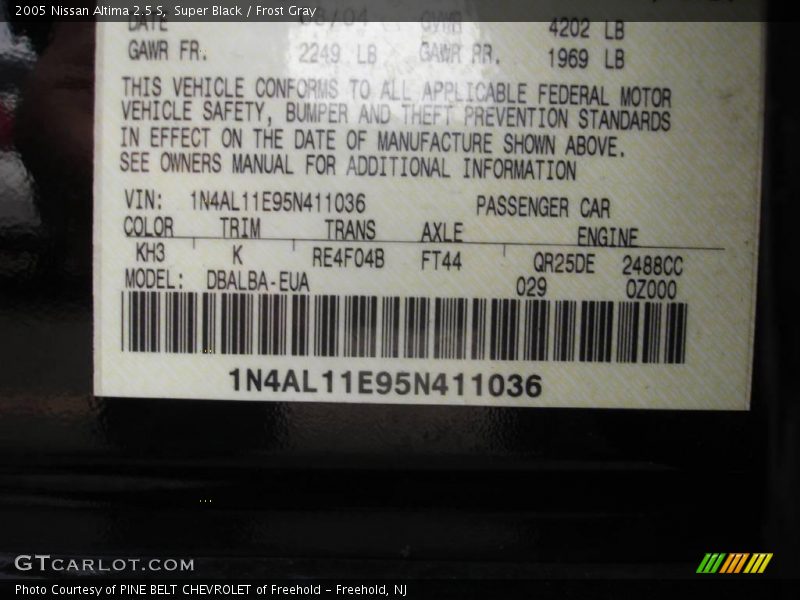 2005 Nissan Altima 2.5 S, Super Black / Frost Gray
DATE 08/04 GVWR 4202 LB
GAWR FR. 2249 LB GAWR RR. 1969 LB
THIS VEHICLE CONFORMS TO ALL APPLICABLE FEDERAL MOTOR
VEHICLE SAFETY, BUMPER AND THEFT PREVENTION STANDARDS
IN EFFECT ON THE DATE OF MANUFACTURE SHOWN ABOVE.
SEE OWNERS MANUAL FOR ADDITIONAL INFORMATION
VIN: 1N4AL11E95N411036 PASSENGER CAR
COLOR TRIM TRANS AXLE ENGINE
KH3 K RE4F04B FT44 QR25DE 2488CC
MODEL: DBALBA-EUA 029 0Z000
1N4AL11E95N411036
GTcarlot.com
Photo Courtesy of PINE BELT CHEVROLET of Freehold - Freehold, NJ